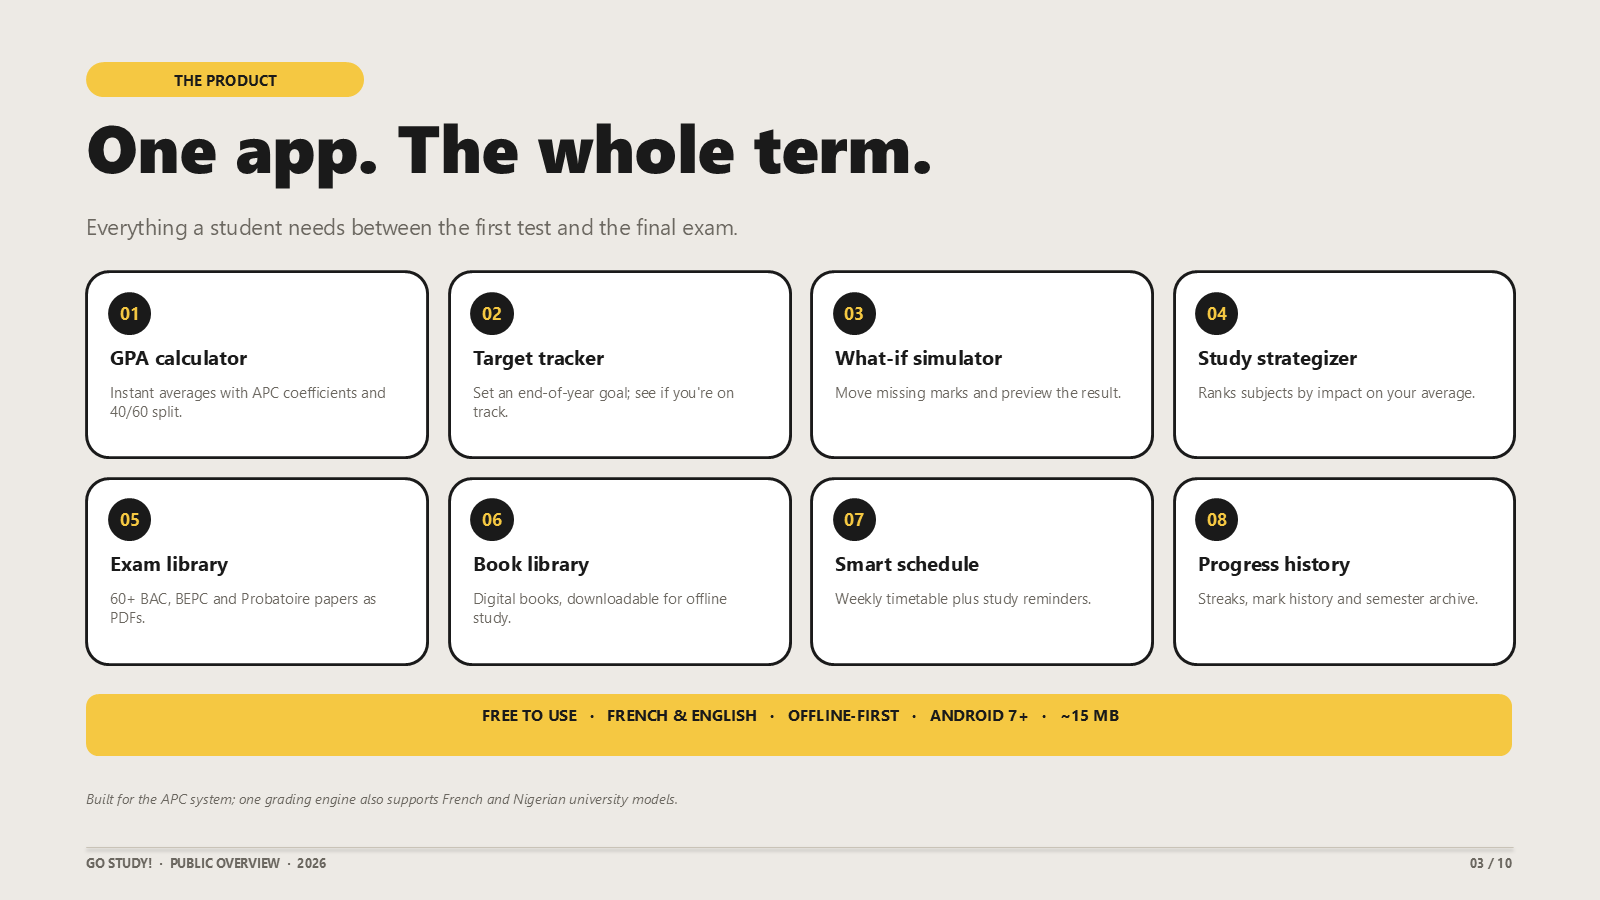 THE PRODUCT
One app. The whole term.
Everything a student needs between the first test and the final exam.
01
GPA calculator
Instant averages with APC coefficients and
40/60 split.
02
Target tracker
Set an end-of-year goal; see if you're on
track.
03
What-if simulator
Move missing marks and preview the result.
04
Study strategizer
Ranks subjects by impact on your average.
05
Exam library
60+ BAC, BEPC and Probatoire papers as
PDFs.
06
Book library
Digital books, downloadable for offline
study.
07
Smart schedule
Weekly timetable plus study reminders.
08
Progress history
Streaks, mark history and semester archive.
FREE TO USE · FRENCH & ENGLISH · OFFLINE-FIRST · ANDROID 7+ · ~15 MB
Built for the APC system; one grading engine also supports French and Nigerian university models.
GO STUDY! · PUBLIC OVERVIEW · 2026
03 / 10